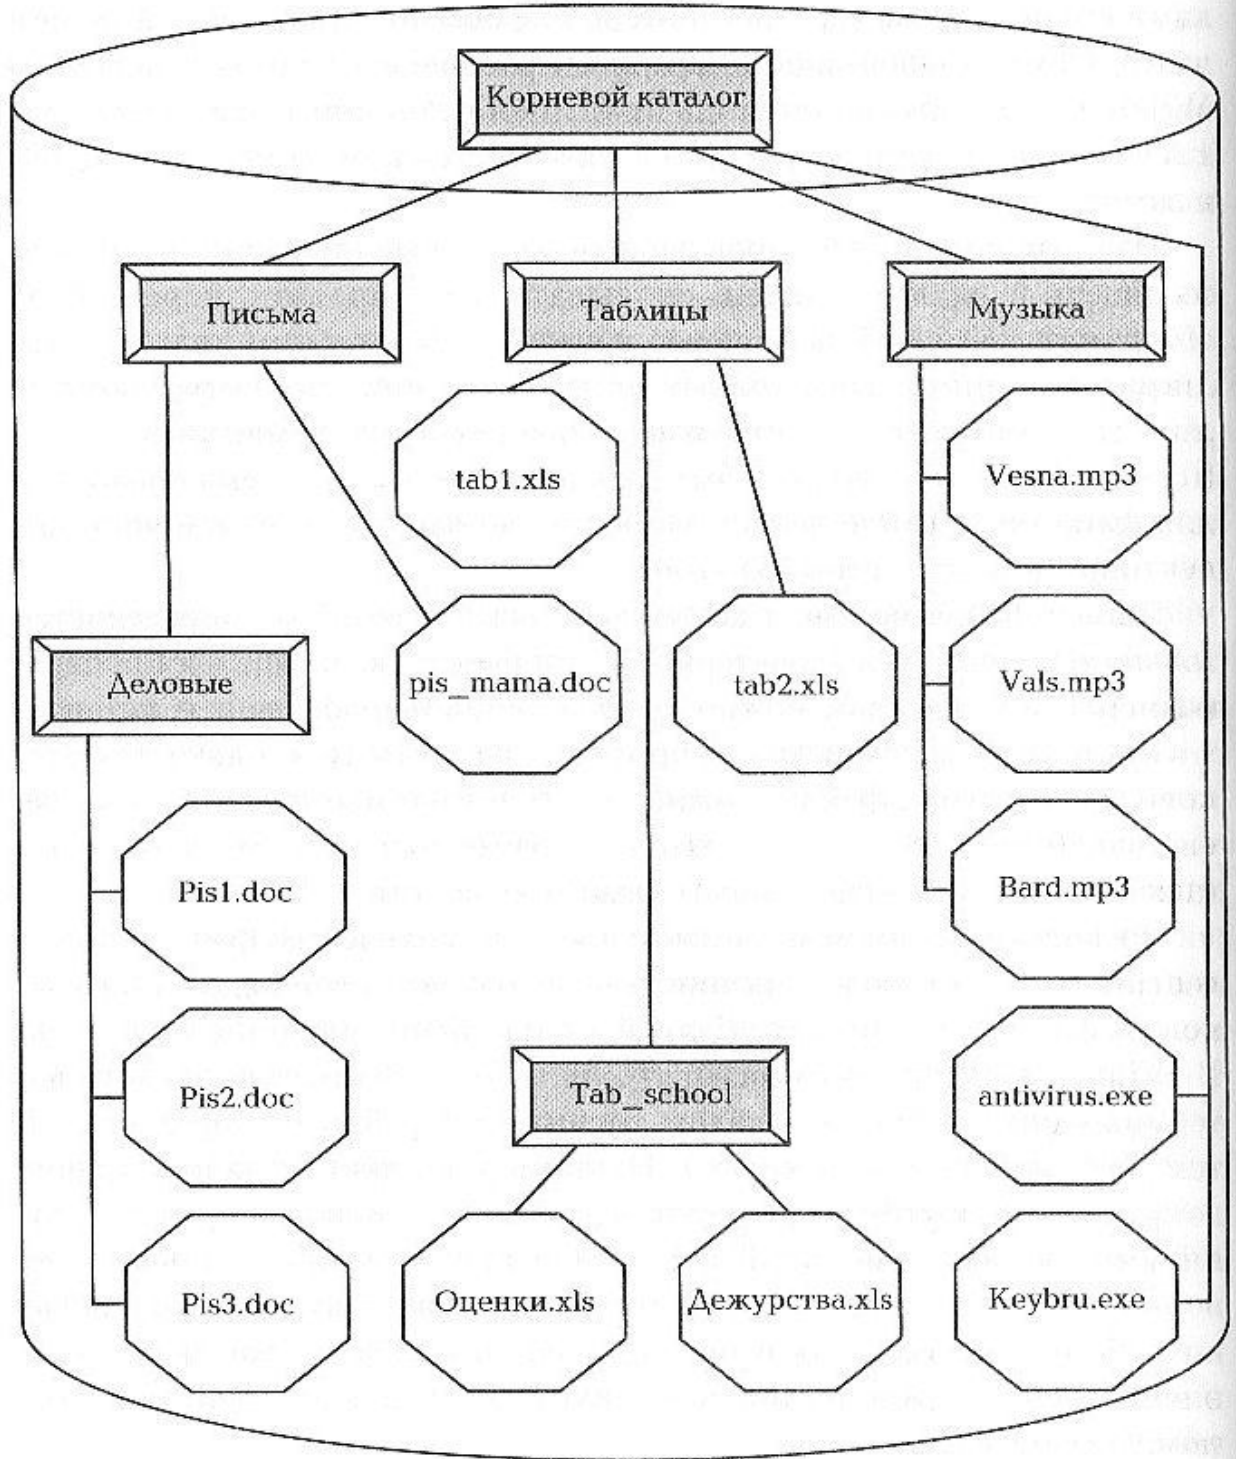 Корневой каталог
Письма
Таблицы
Музыка
tab1.xls
Vesna.mp3
Деловые
pis_mama.doc
tab2.xls
Vals.mp3
Pis1.doc
Bard.mp3
Pis2.doc
Tab_school
antivirus.exe
Pis3.doc
Оценки.xls
Дежурства.xls
Keybru.exe